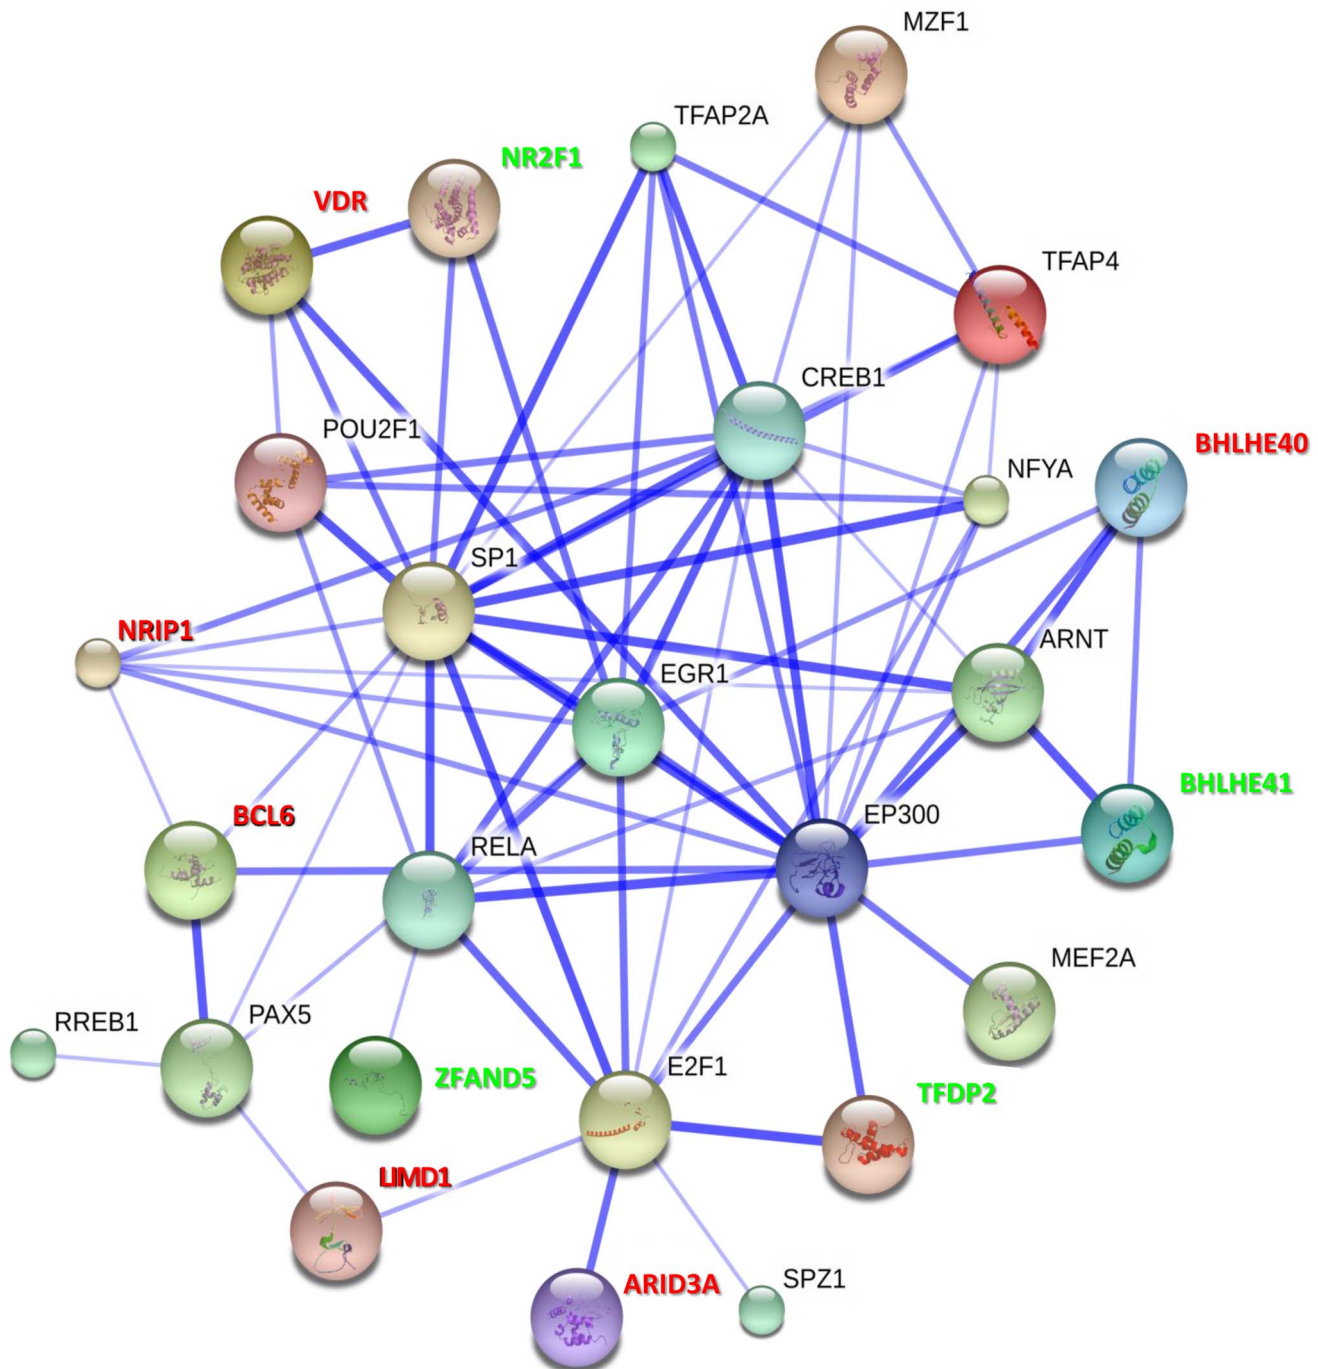 MZF1
TFAP2A
NR2F1
VDR
TFAP4
CREB1
POU2F1
BHLHE40
NFYA
SP1
NRIP1
ARNT
EGR1
BHLHE41
BCL6
EP300
RELA
MEF2A
PAX5
RREB1
E2F1
ZFAND5
TFDP2
LIMD1
ARID3A
SPZ1